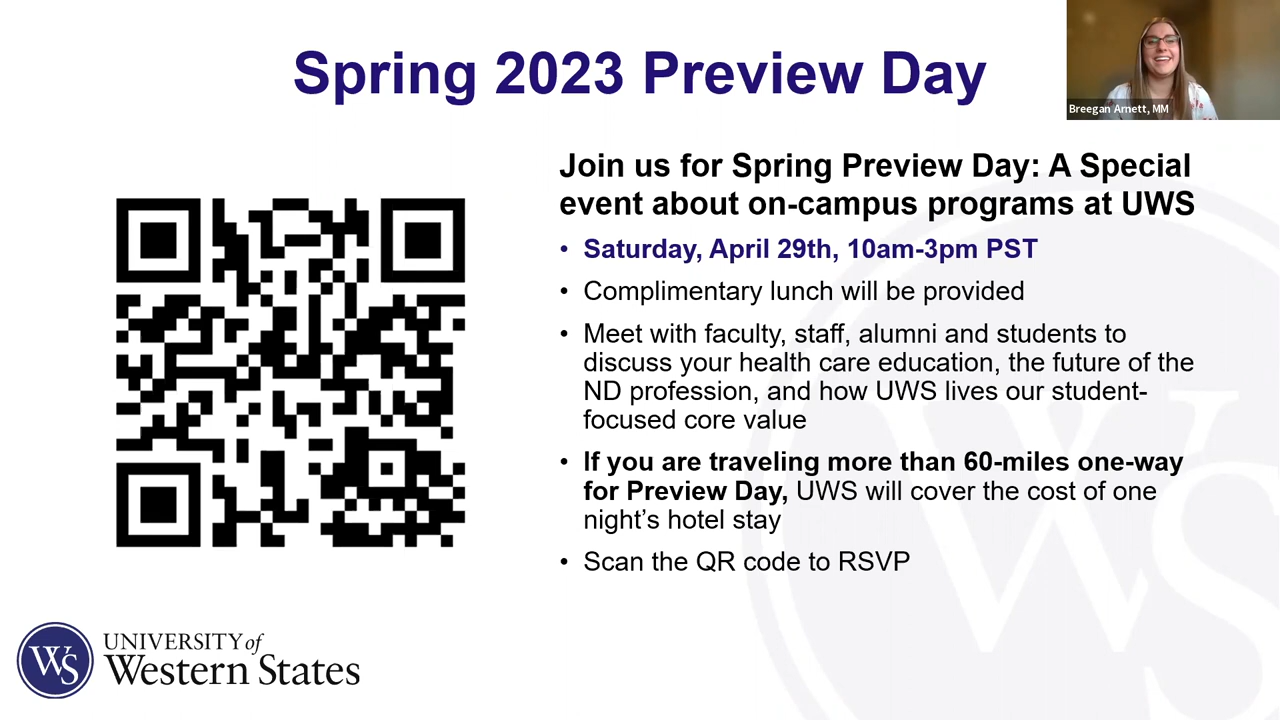 Spring 2023 Preview Day
Breegan Arnett, MM
Join us for Spring Preview Day: A Special
event about on-campus programs at UWS
• Saturday, April 29th, 10am-3pm PST
• Complimentary lunch will be provided
• Meet with faculty, staff, alumni and students to
discuss your health care education, the future of the
ND profession, and how UWS lives our student-
focused core value
• If you are traveling more than 60-miles one-way
for Preview Day, UWS will cover the cost of one
night's hotel stay
• Scan the QR code to RSVP
WS
UNIVERSITY of
Western States
WS